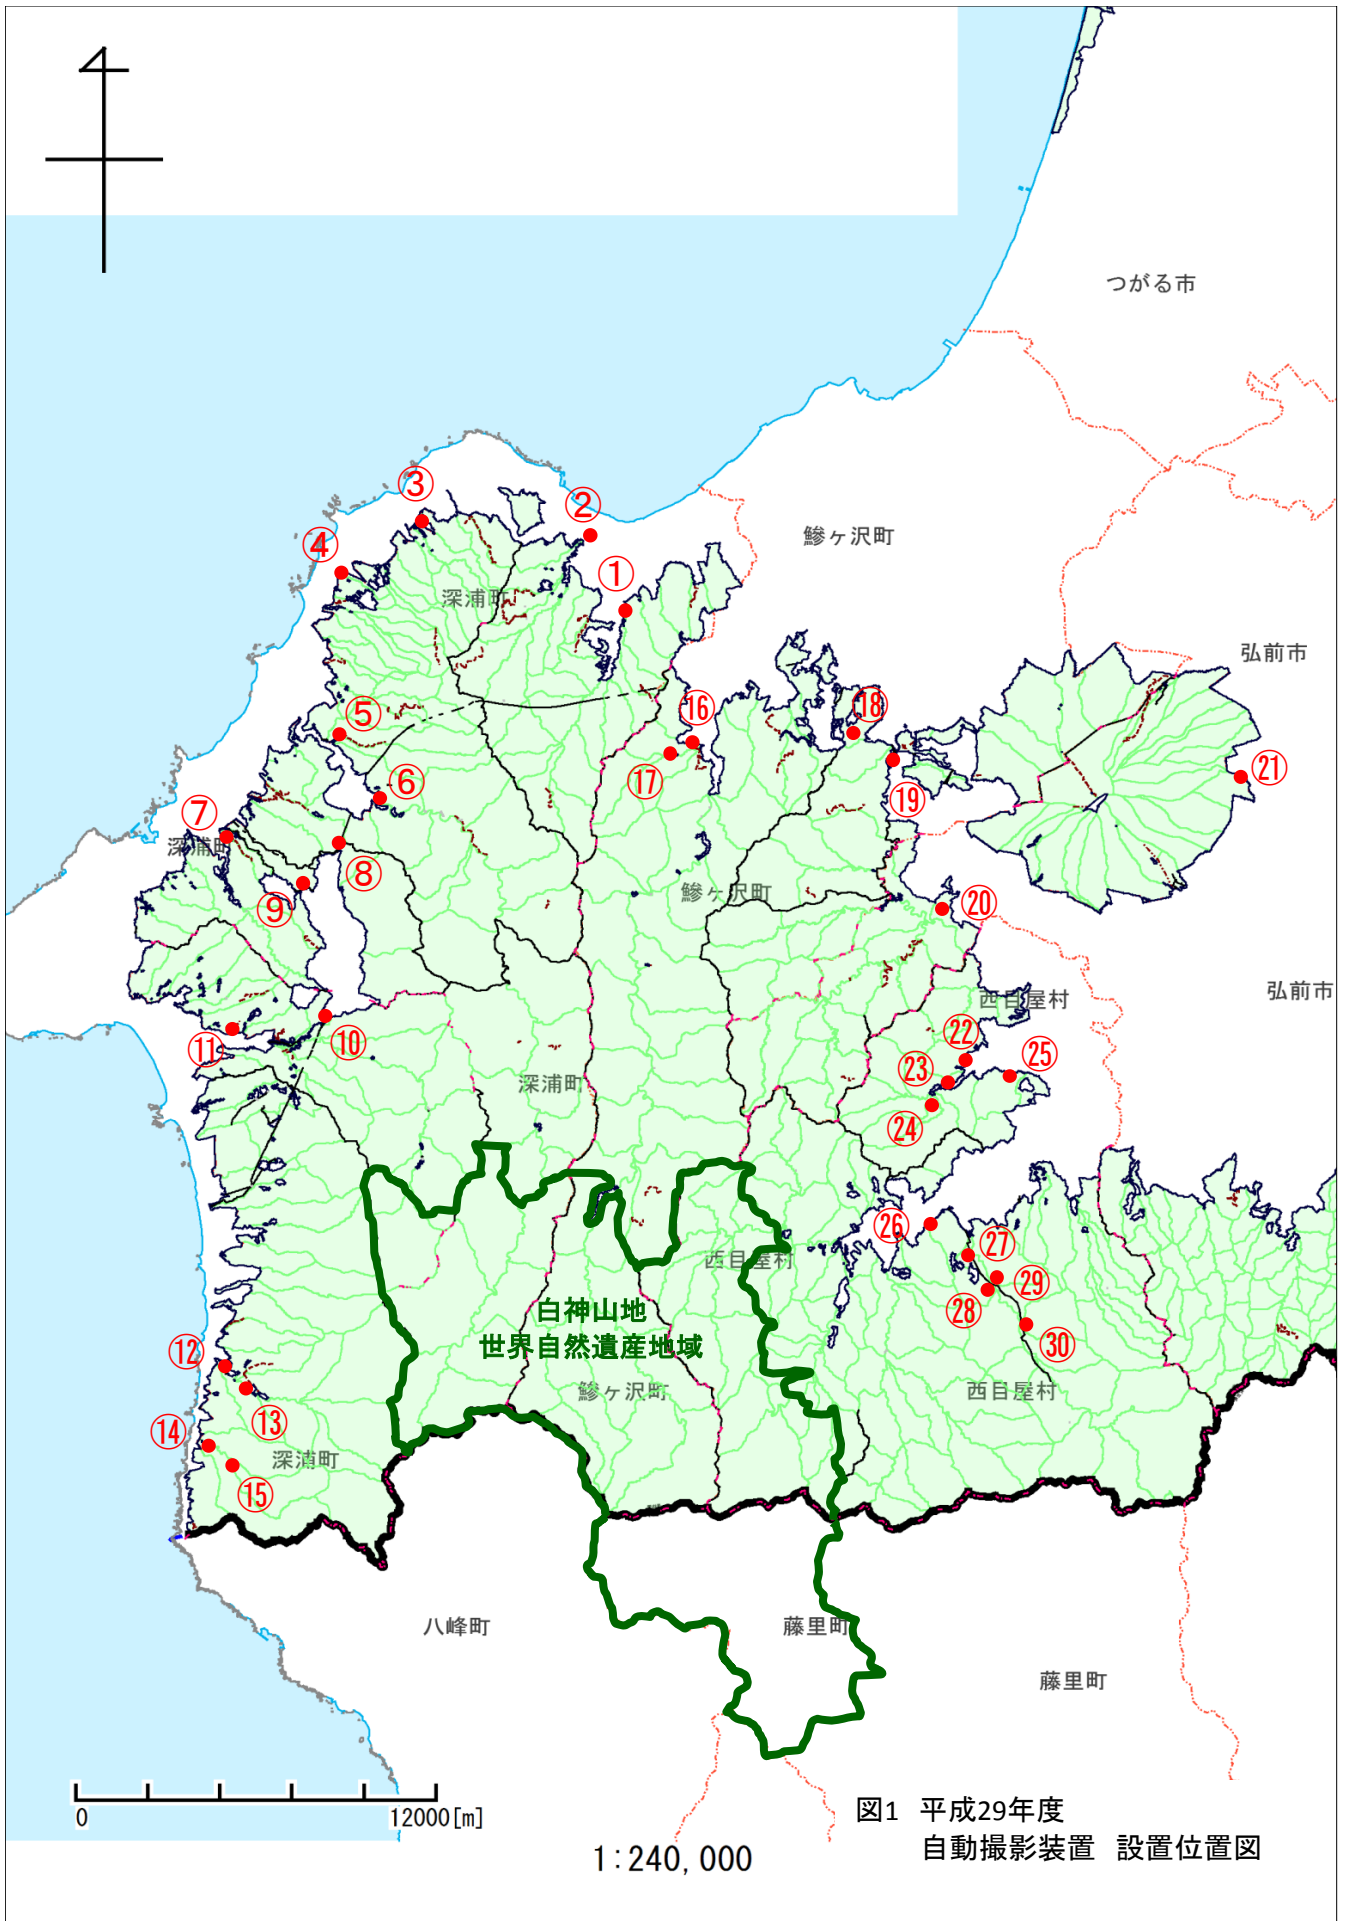 つがる市
③
②
鰺ヶ沢町
④
①
深浦町
弘前市
⑯
⑱
⑤
⑰
㉑
⑥
⑲
⑦
深浦町
⑧
鰺ヶ沢町
⑨
⑳
西目屋村
弘前市
⑪
⑩
㉒
㉕
㉓
深浦町
㉔
㉖
㉗
西目屋村
㉙
㉘
白神山地
世界自然遺産地域
㉚
⑫
鰺ヶ沢町
西目屋村
⑬
⑭
深浦町
⑮
八峰町
藤里町
藤里町
0
12000[m]
図1 平成29年度
自動撮影装置 設置位置図
1:240,000